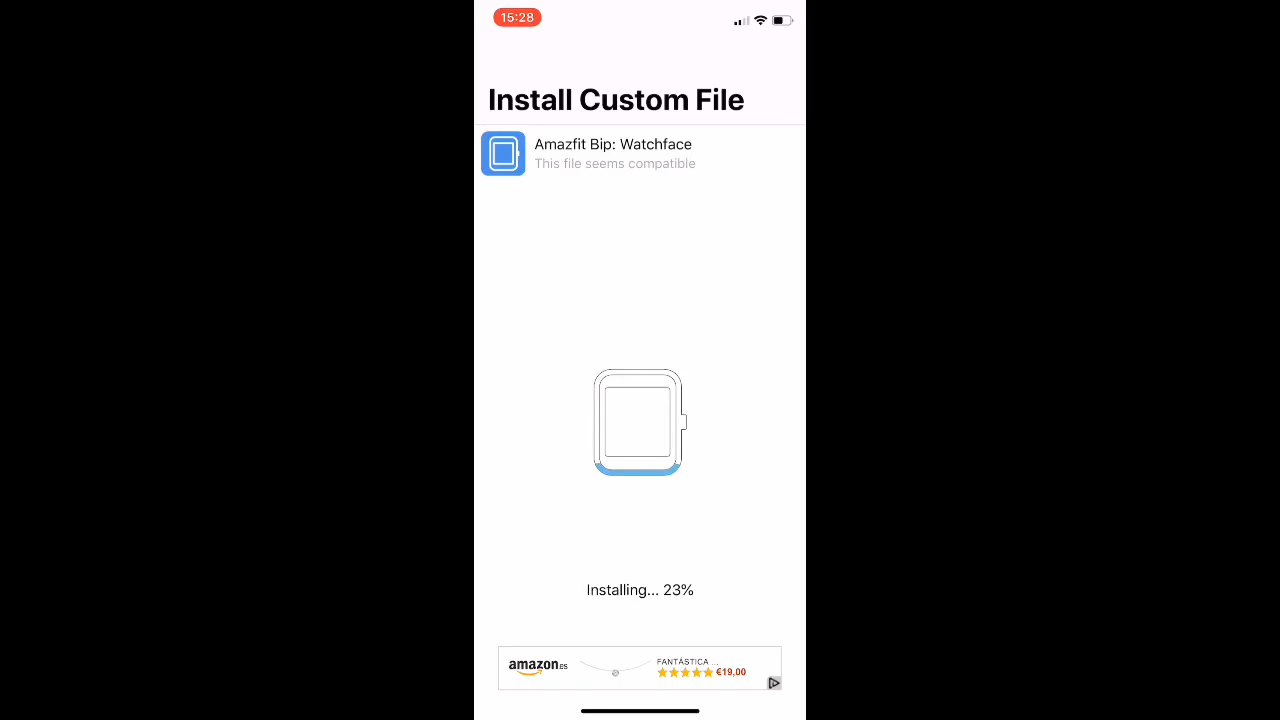 15:28
Install Custom File
Amazfit Bip: Watchface
This file seems compatible
Installing... 23%
amazon.es
FANTÁSTICA ...
€19,00